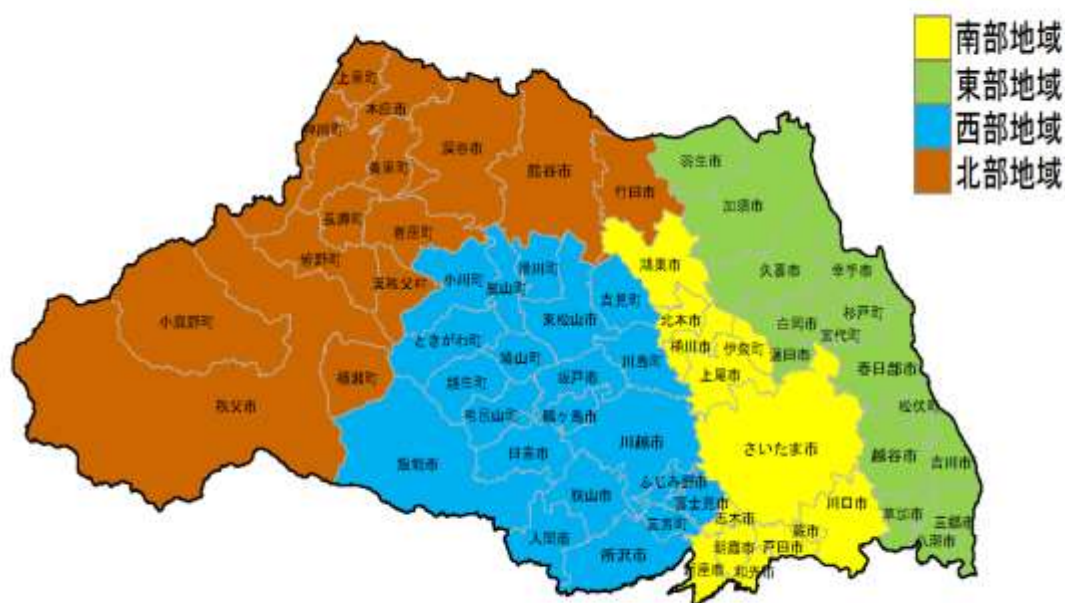 南部地域
東部地域
西部地域
北部地域
上里町
本庄市
神川町
美里町
深谷市
熊谷市
行田市
羽生市
加須市
長瀞町
寄居町
皆野町
東秩父村
小鹿野町
秩父市
横瀬町
小川町
嵐山町
滑川町
吉見町
東松山市
ときがわ町
鳩山町
川島町
越生町
坂戸市
毛呂山町
鶴ヶ島市
川越市
日高市
飯能市
狭山市
入間市
所沢市
ふじみ野市
富士見市
三芳町
鴻巣市
北本市
桶川市
伊奈町
上尾市
さいたま市
川口市
蕨市
戸田市
志木市
朝霞市
新座市
和光市
久喜市
幸手市
杉戸町
宮代町
白岡市
蓮田市
春日部市
松伏町
越谷市
吉川市
草加市
三郷市
八潮市